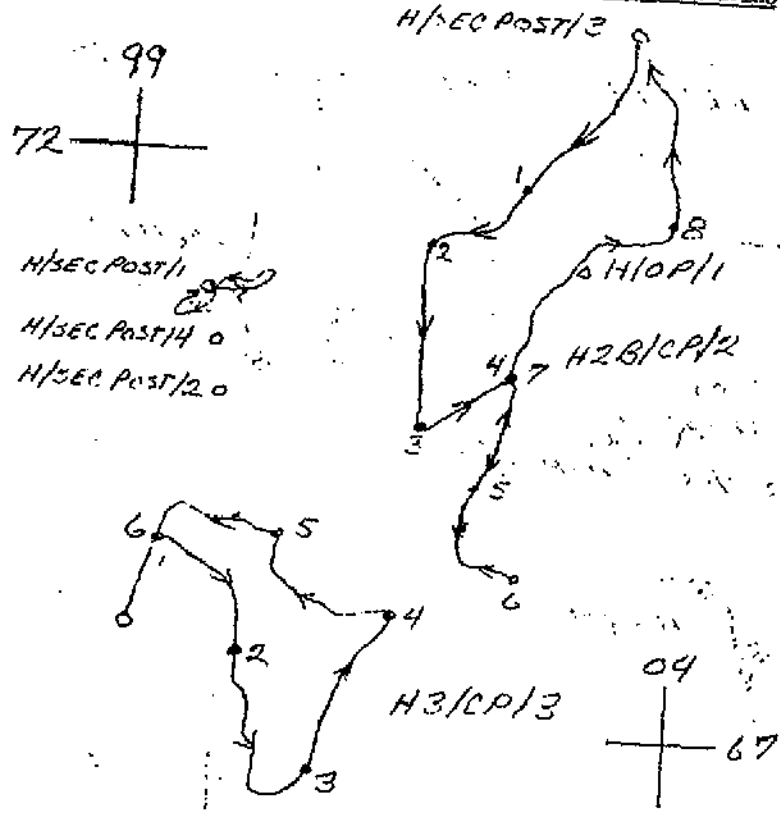 H/SEC POST/3
99
72
1
2
8
H/SEC POST/1
H/OP/1
H/SEC POST/4
H/SEC POST/2
4 7
H2B/CP/2
3
5
6
6
1
5
4
2
H3/CP/3
3
04
67